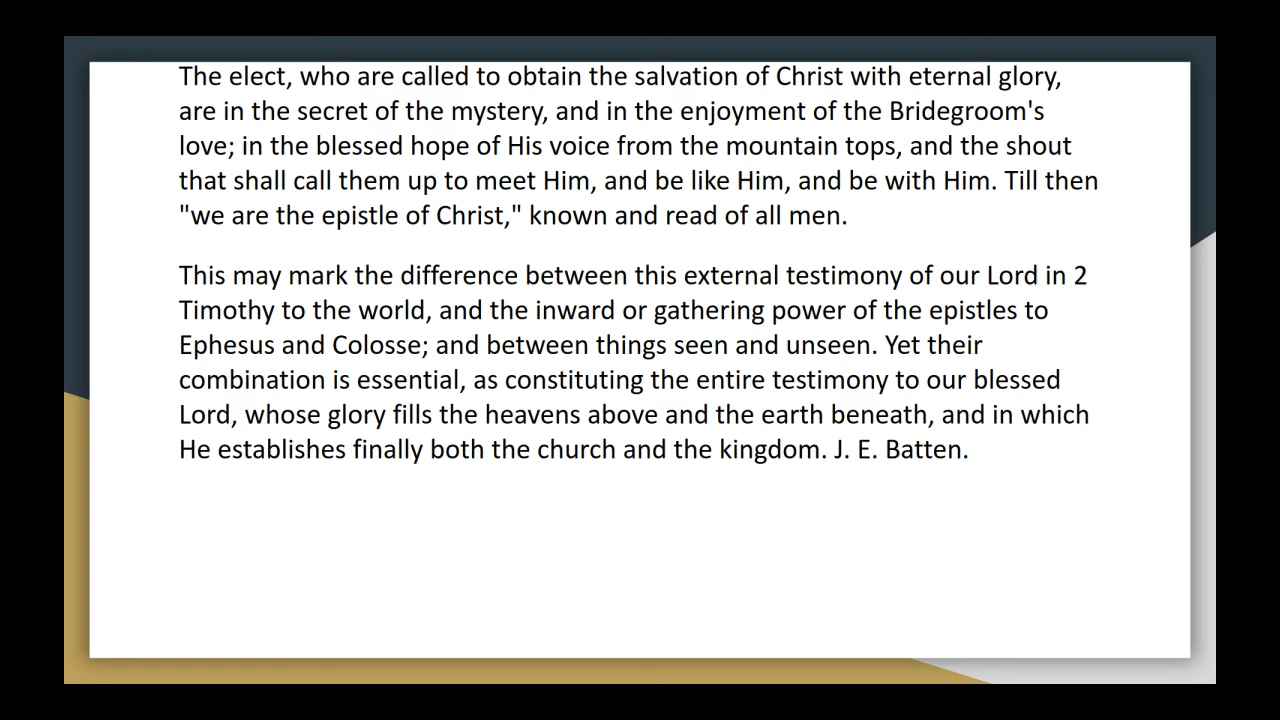 The elect, who are called to obtain the salvation of Christ with eternal glory,
are in the secret of the mystery, and in the enjoyment of the Bridegroom's
love; in the blessed hope of His voice from the mountain tops, and the shout
that shall call them up to meet Him, and be like Him, and be with Him. Till then
"we are the epistle of Christ," known and read of all men.
This may mark the difference between this external testimony of our Lord in 2
Timothy to the world, and the inward or gathering power of the epistles to
Ephesus and Colosse; and between things seen and unseen. Yet their
combination is essential, as constituting the entire testimony to our blessed
Lord, whose glory fills the heavens above and the earth beneath, and in which
He establishes finally both the church and the kingdom. J. E. Batten.